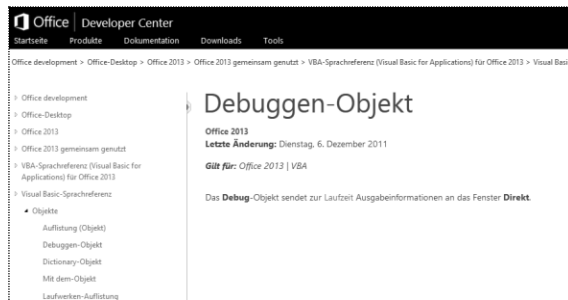 Office | Developer Center
Startseite Produkte Dokumentation Downloads Tools
Office development > Office-Desktop > Office 2013 > Office 2013 gemeinsam genutzt > VBA-Sprachreferenz (Visual Basic for Applications) für Office 2013 > Visual Basi
> Office development
> Office-Desktop
> Office 2013
> Office 2013 gemeinsam genutzt
> VBA-Sprachreferenz (Visual Basic for
Applications) für Office 2013
> Visual Basic-Sprachreferenz
Objekte
Auflistung (Objekt)
Debuggen-Objekt
Dictionary-Objekt
Mit dem-Objekt
Laufwerken-Auflistung
Debuggen-Objekt
Office 2013
Letzte Änderung: Dienstag, 6. Dezember 2011
Gilt für: Office 2013 | VBA
Das Debug-Objekt sendet zur Laufzeit Ausgabeinformationen an das Fenster Direkt.